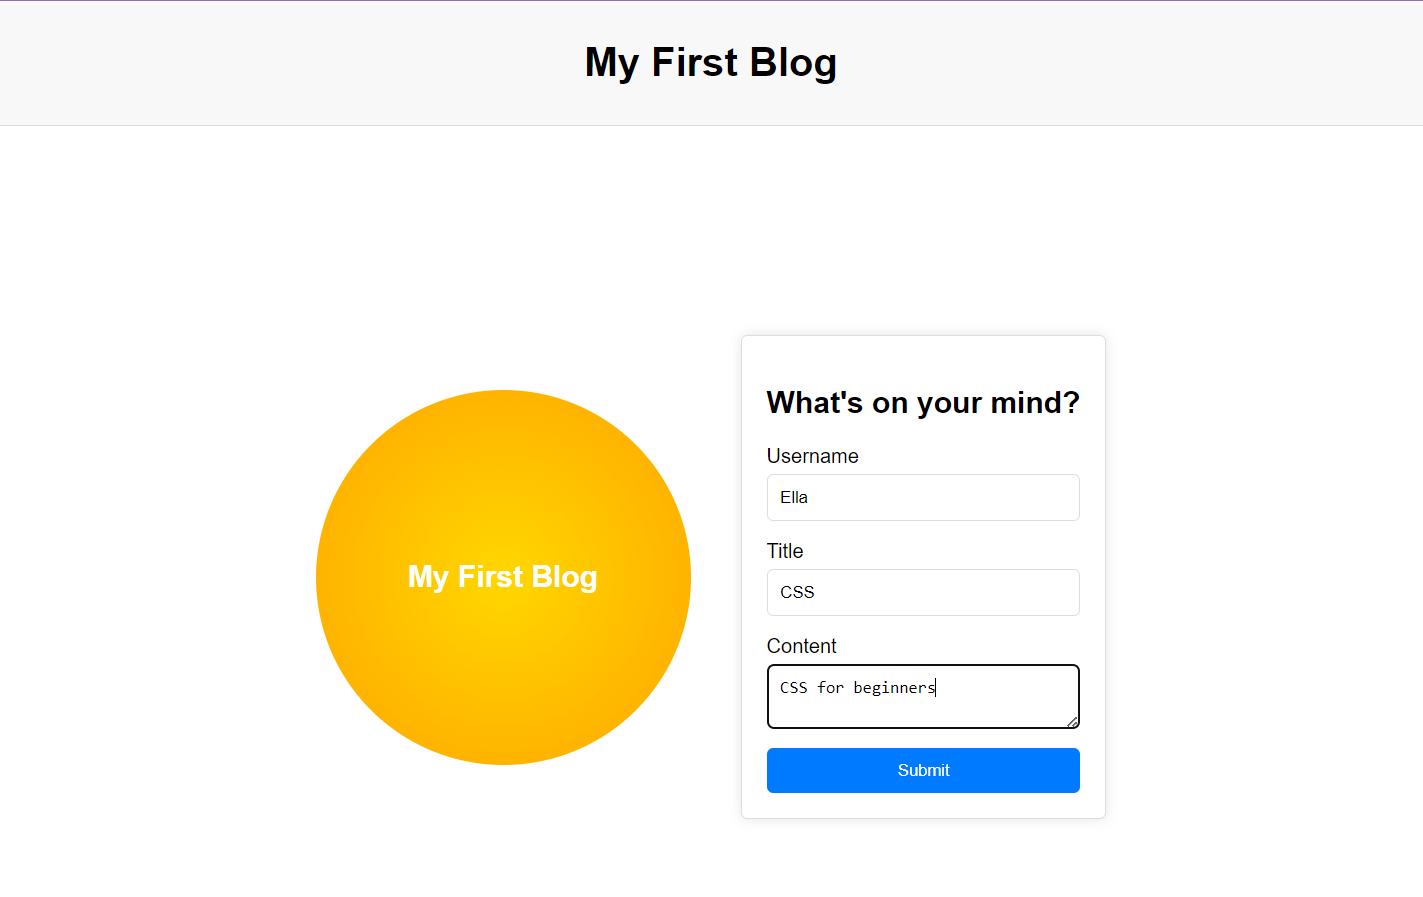 My First Blog
My First Blog
What's on your mind?
Username
Ella
Title
CSS
Content
CSS for beginners
Submit